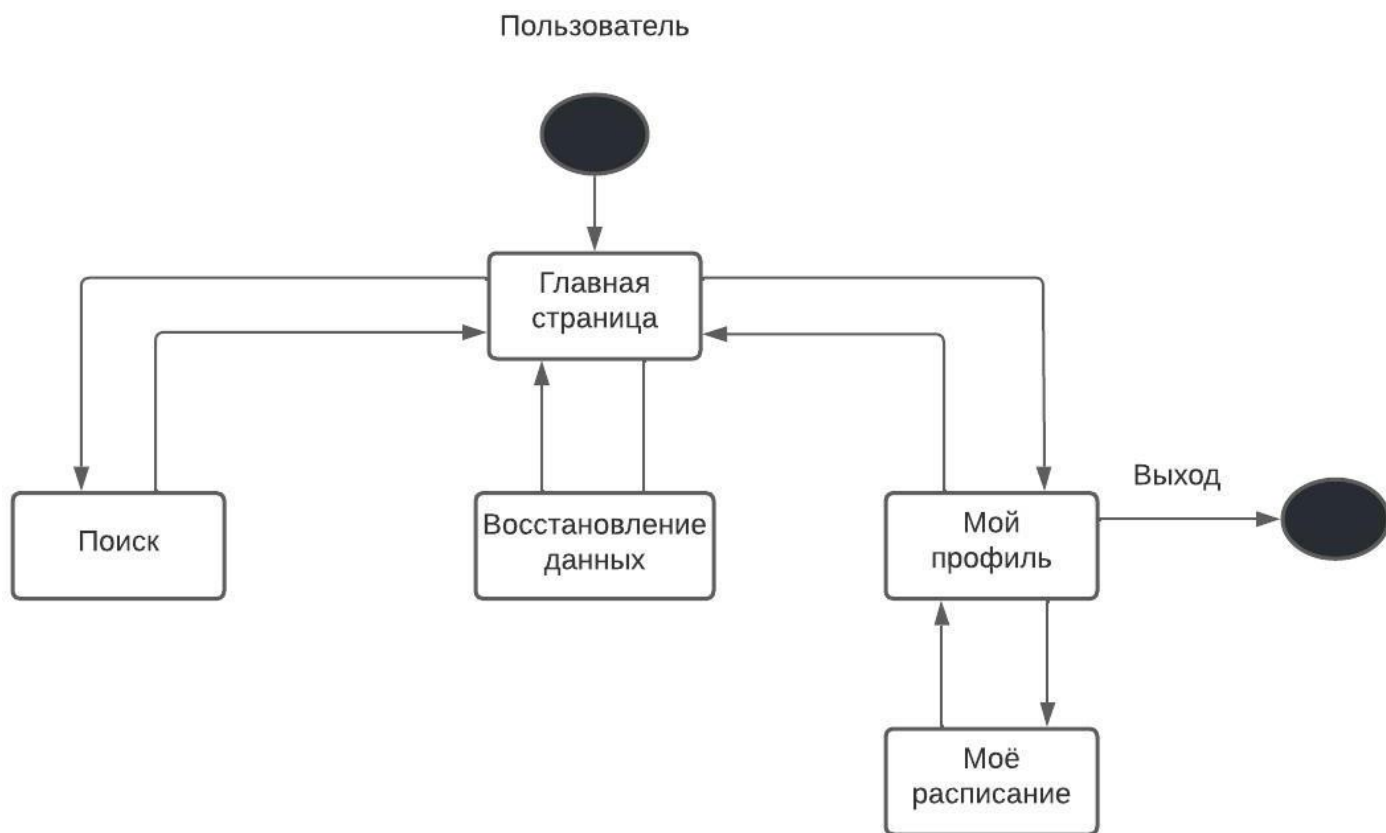 Пользователь
Главная
страница
Выход
Поиск
Восстановление
данных
Мой
профиль
Моё
расписание